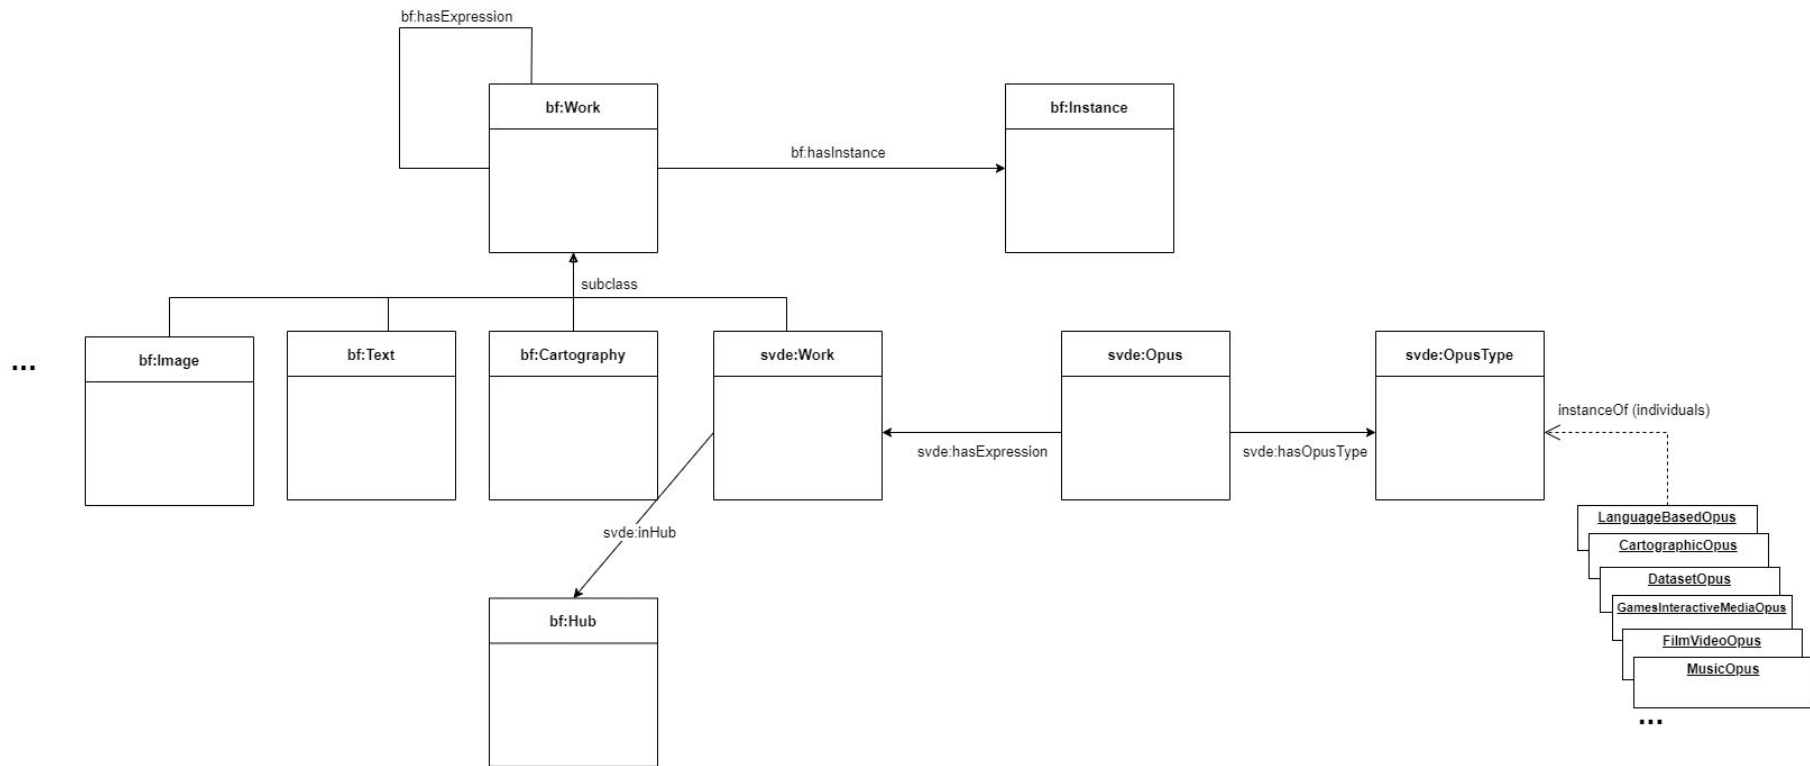 bf:hasExpression
bf:Work
bf:Instance
bf:hasInstance
subclass
...
bf:Image
bf:Text
bf:Cartography
svde:Work
svde:Opus
svde:OpusType
instanceOf (individuals)
svde:hasExpression
svde:hasOpusType
svde:inHub
bf:Hub
LanguageBasedOpus
CartographicOpus
DatasetOpus
GamesInteractiveMediaOpus
FilmVideoOpus
MusicOpus
...